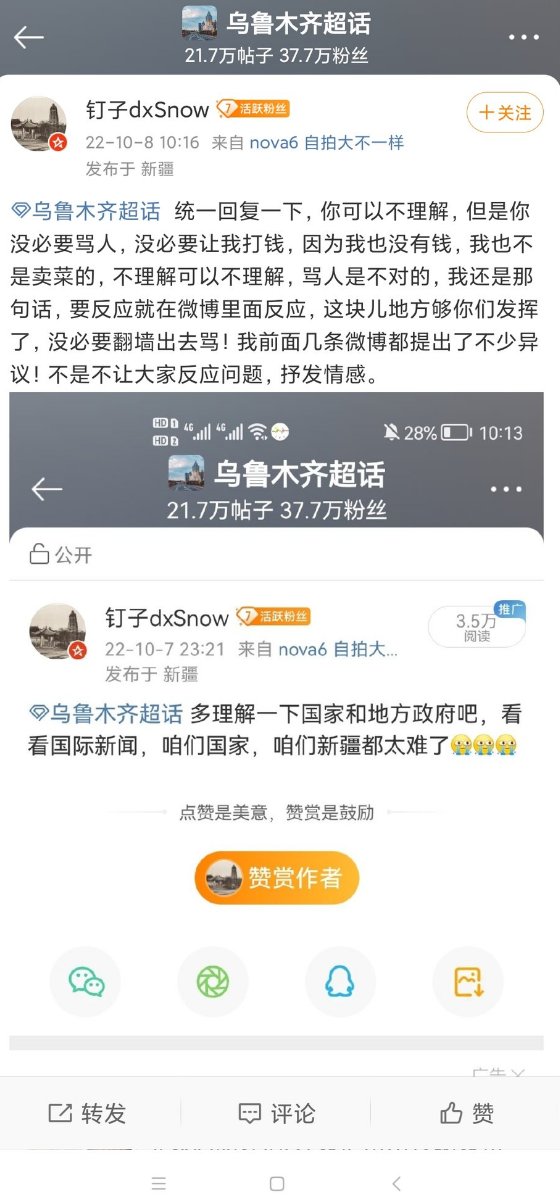 乌鲁木齐超话
21.7万帖子 37.7万粉丝
钉子dxSnow 7 活跃粉丝
+关注
22-10-8 10:16 来自 nova6 自拍大不一样
发布于 新疆
乌鲁木齐超话 统一回复一下，你可以不理解，但是你
没必要骂人，没必要让我打钱，因为我也没有钱，我也不
是卖菜的，不理解可以不理解，骂人是不对的，我还是那
句话，要反应就在微博里面反应，这块儿地方够你们发挥
了，没必要翻墙出去骂！我前面几条微博都提出了不少异
议！不是不让大家反应问题，抒发情感。
HD 1 HD 2 4G 4G 28% 10:13
乌鲁木齐超话
21.7万帖子 37.7万粉丝
公开
钉子dxSnow 7 活跃粉丝
推广
3.5万
阅读
22-10-7 23:21 来自 nova6 自拍大...
发布于 新疆
乌鲁木齐超话 多理解一下国家和地方政府吧，看
看国际新闻，咱们国家，咱们新疆都太难了😭😭😭
点赞是美意，赞赏是鼓励
赞赏作者
广告
转发 评论 赞